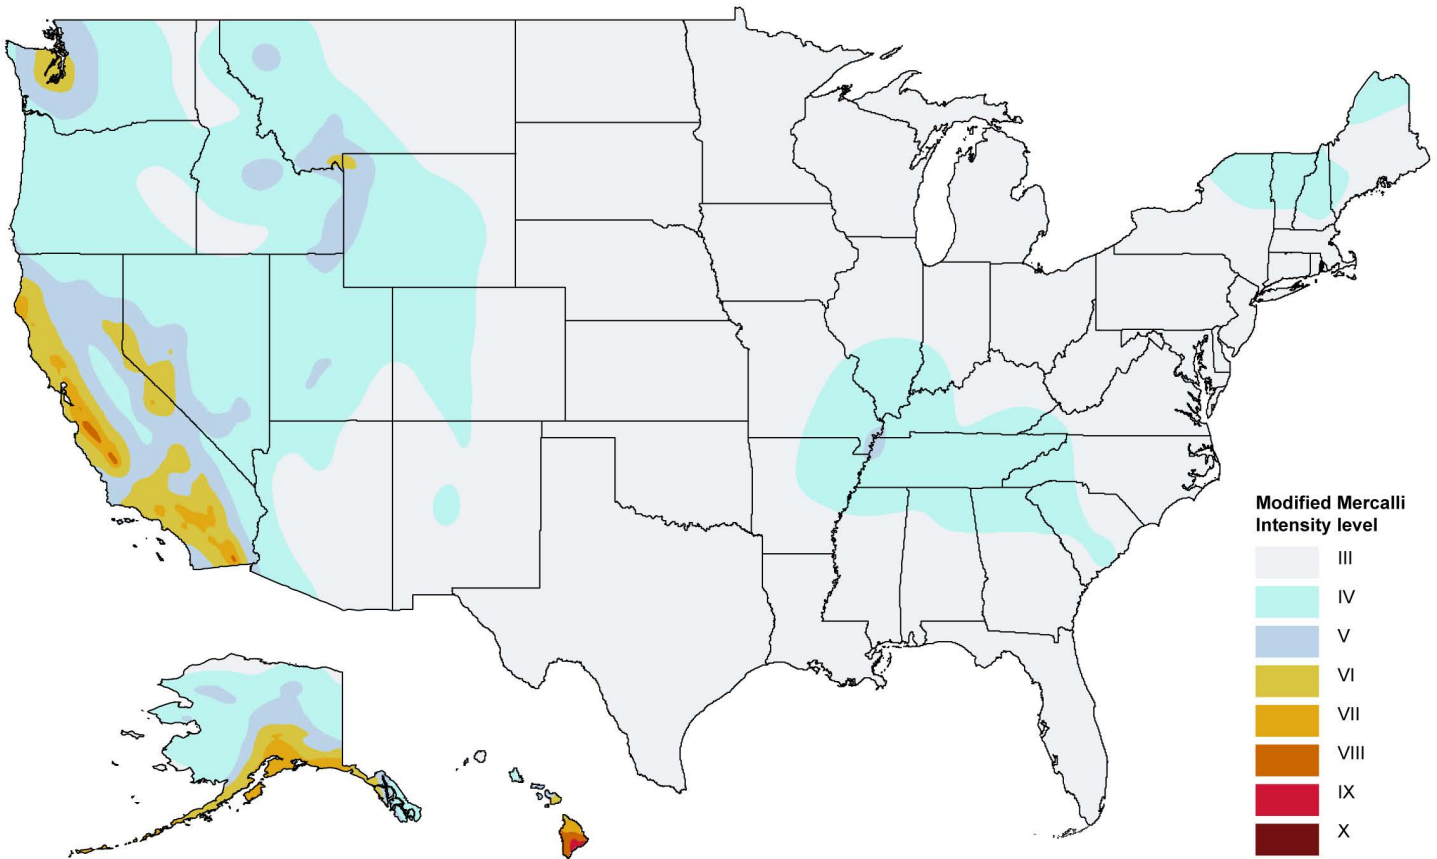 Modified Mercalli
Intensity level
III
IV
V
VI
VII
VIII
IX
X